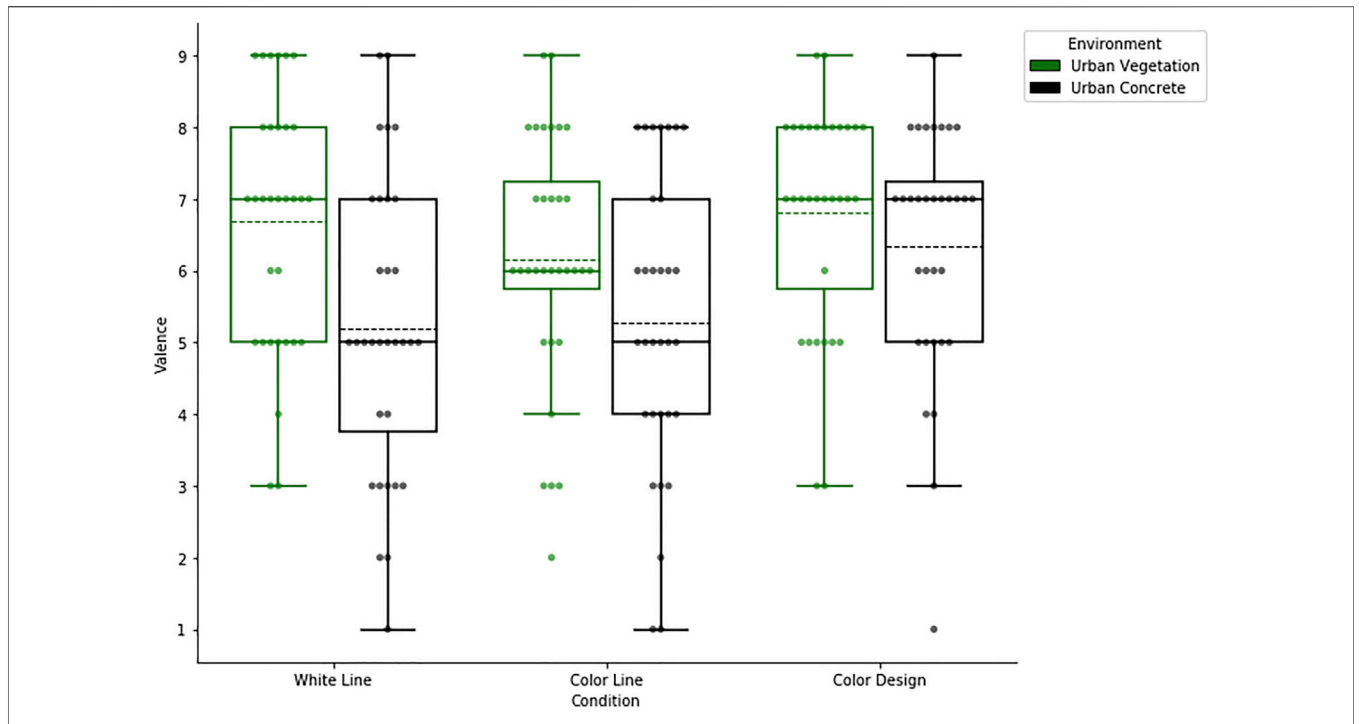 Environment
Urban Vegetation
Urban Concrete
Valence
9
8
7
6
5
4
3
2
1
White Line
Color Line
Color Design
Condition